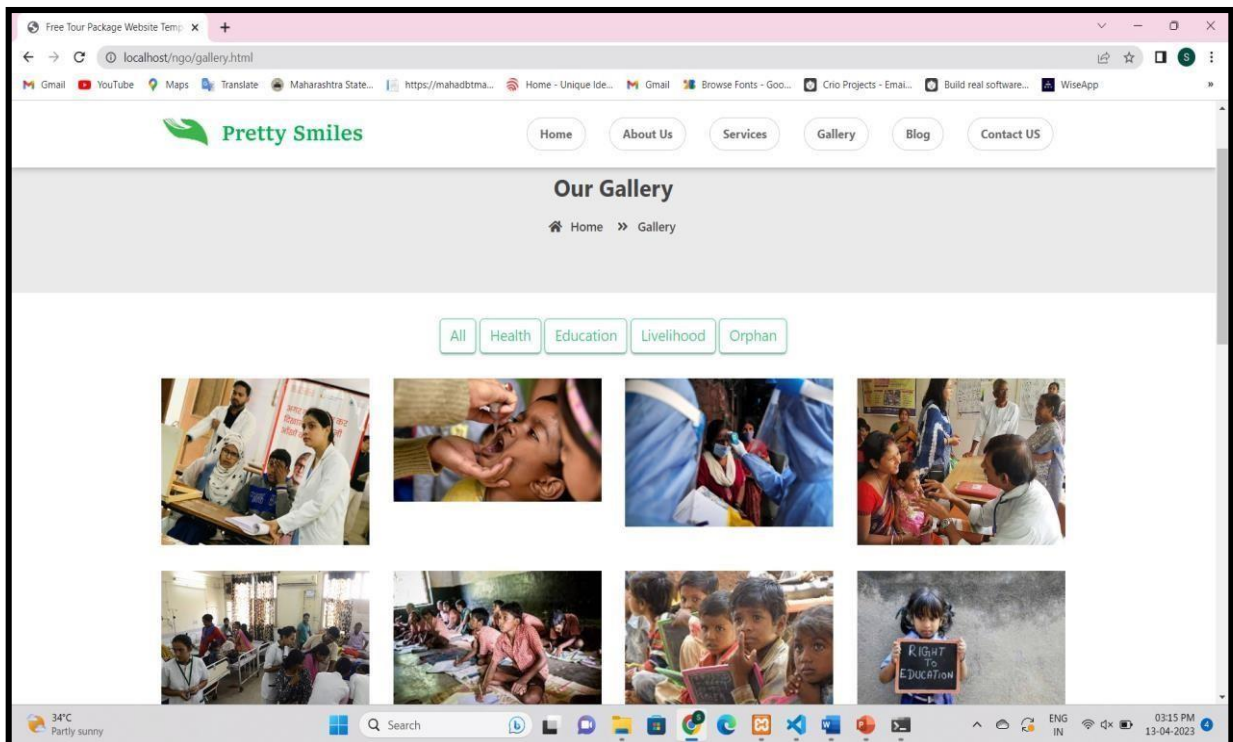 Free Tour Package Website Temp
localhost/ngo/gallery.html
Gmail YouTube Maps Translate Maharashtra State... https://mahadbtma... Home - Unique Ide... Gmail Browse Fonts - Goo... Crio Projects - Emai... Build real software... WiseApp »
S
Pretty Smiles
Home About Us Services Gallery Blog Contact US
Our Gallery
Home » Gallery
All Health Education Livelihood Orphan
RIGHT
TO
EDUCATION
34°C
Partly sunny
Search
ENG
IN
03:15 PM
13-04-2023
4